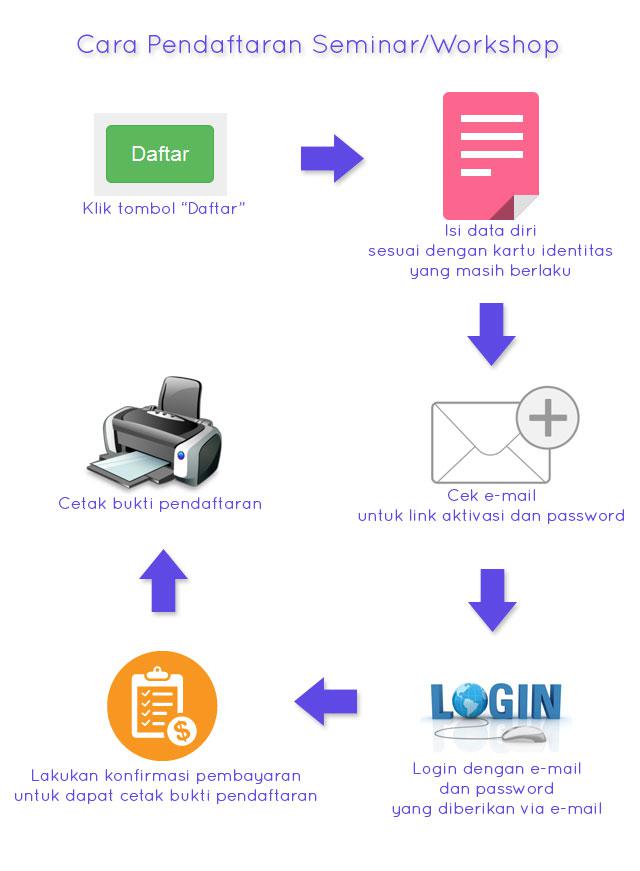 Cara Pendaftaran Seminar/Workshop
Daftar
Klik tombol “Daftar”
Isi data diri
sesuai dengan kartu identitas
yang masih berlaku
Cek e-mail
untuk link aktivasi dan password
LOGIN
Login dengan e-mail
dan password
yang diberikan via e-mail
$
Lakukan konfirmasi pembayaran
untuk dapat cetak bukti pendaftaran
Cetak bukti pendaftaran